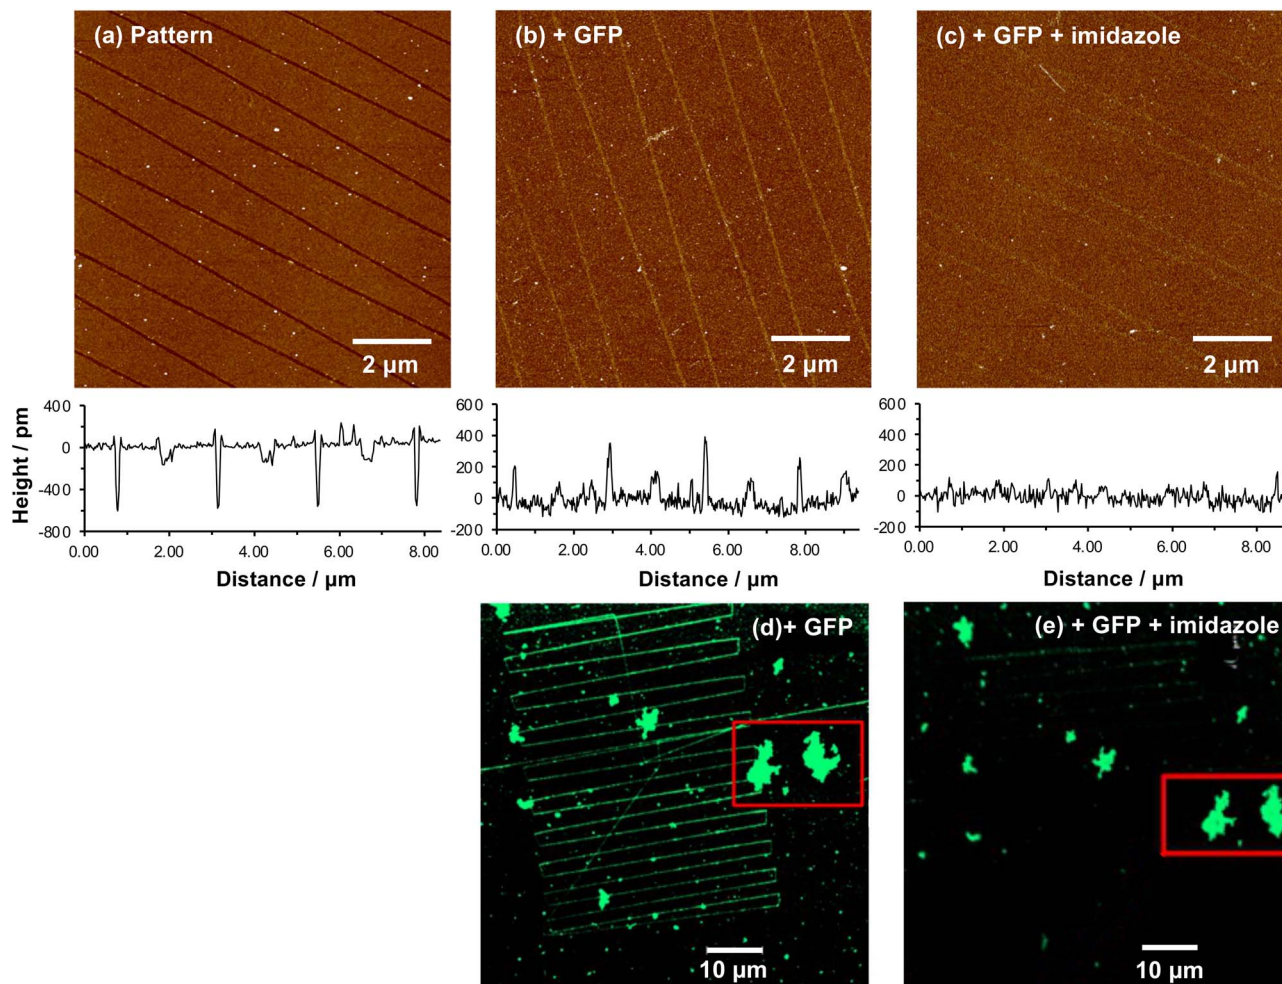 (a) Pattern
(b) + GFP
(c) + GFP + imidazole
2 µm
2 µm
2 µm
Height / pm
400
0
-400
-800
0.00 2.00 4.00 6.00 8.00
Distance / µm
600
400
200
0
-200
0.00 2.00 4.00 6.00 8.00
Distance / µm
600
400
200
0
-200
0.00 2.00 4.00 6.00 8.00
Distance / µm
(d)+ GFP
(e) + GFP + imidazole
10 µm
10 µm